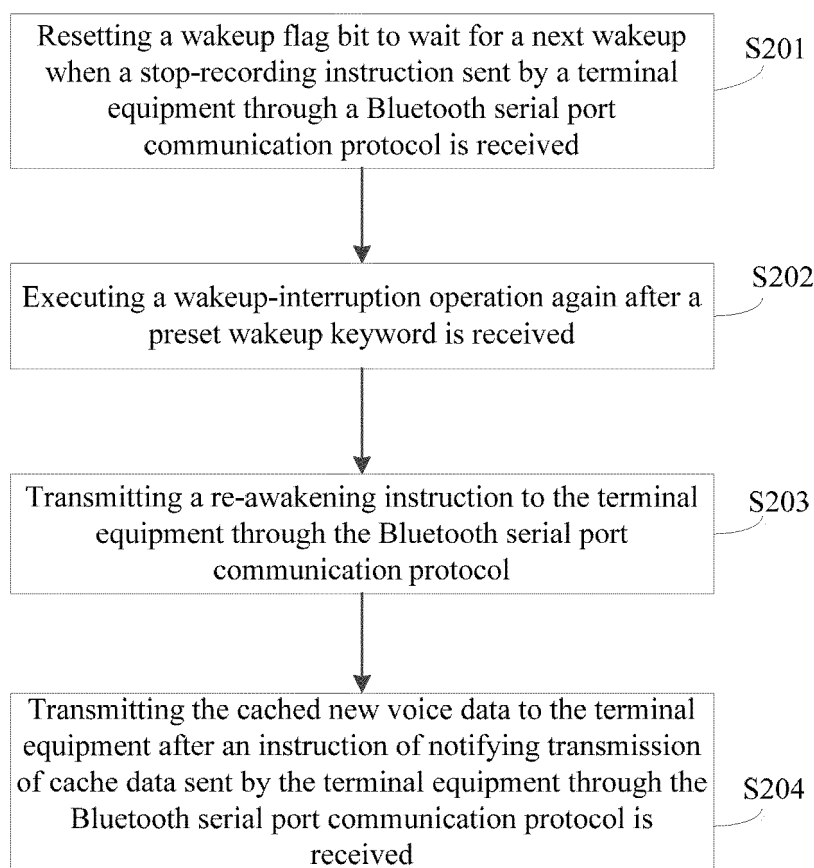 Resetting a wakeup flag bit to wait for a next wakeup
when a stop-recording instruction sent by a terminal
equipment through a Bluetooth serial port
communication protocol is received
S201
Executing a wakeup-interruption operation again after a
preset wakeup keyword is received
S202
Transmitting a re-awakening instruction to the terminal
equipment through the Bluetooth serial port
communication protocol
S203
Transmitting the cached new voice data to the terminal
equipment after an instruction of notifying transmission
of cache data sent by the terminal equipment through the
Bluetooth serial port communication protocol is
received
S204